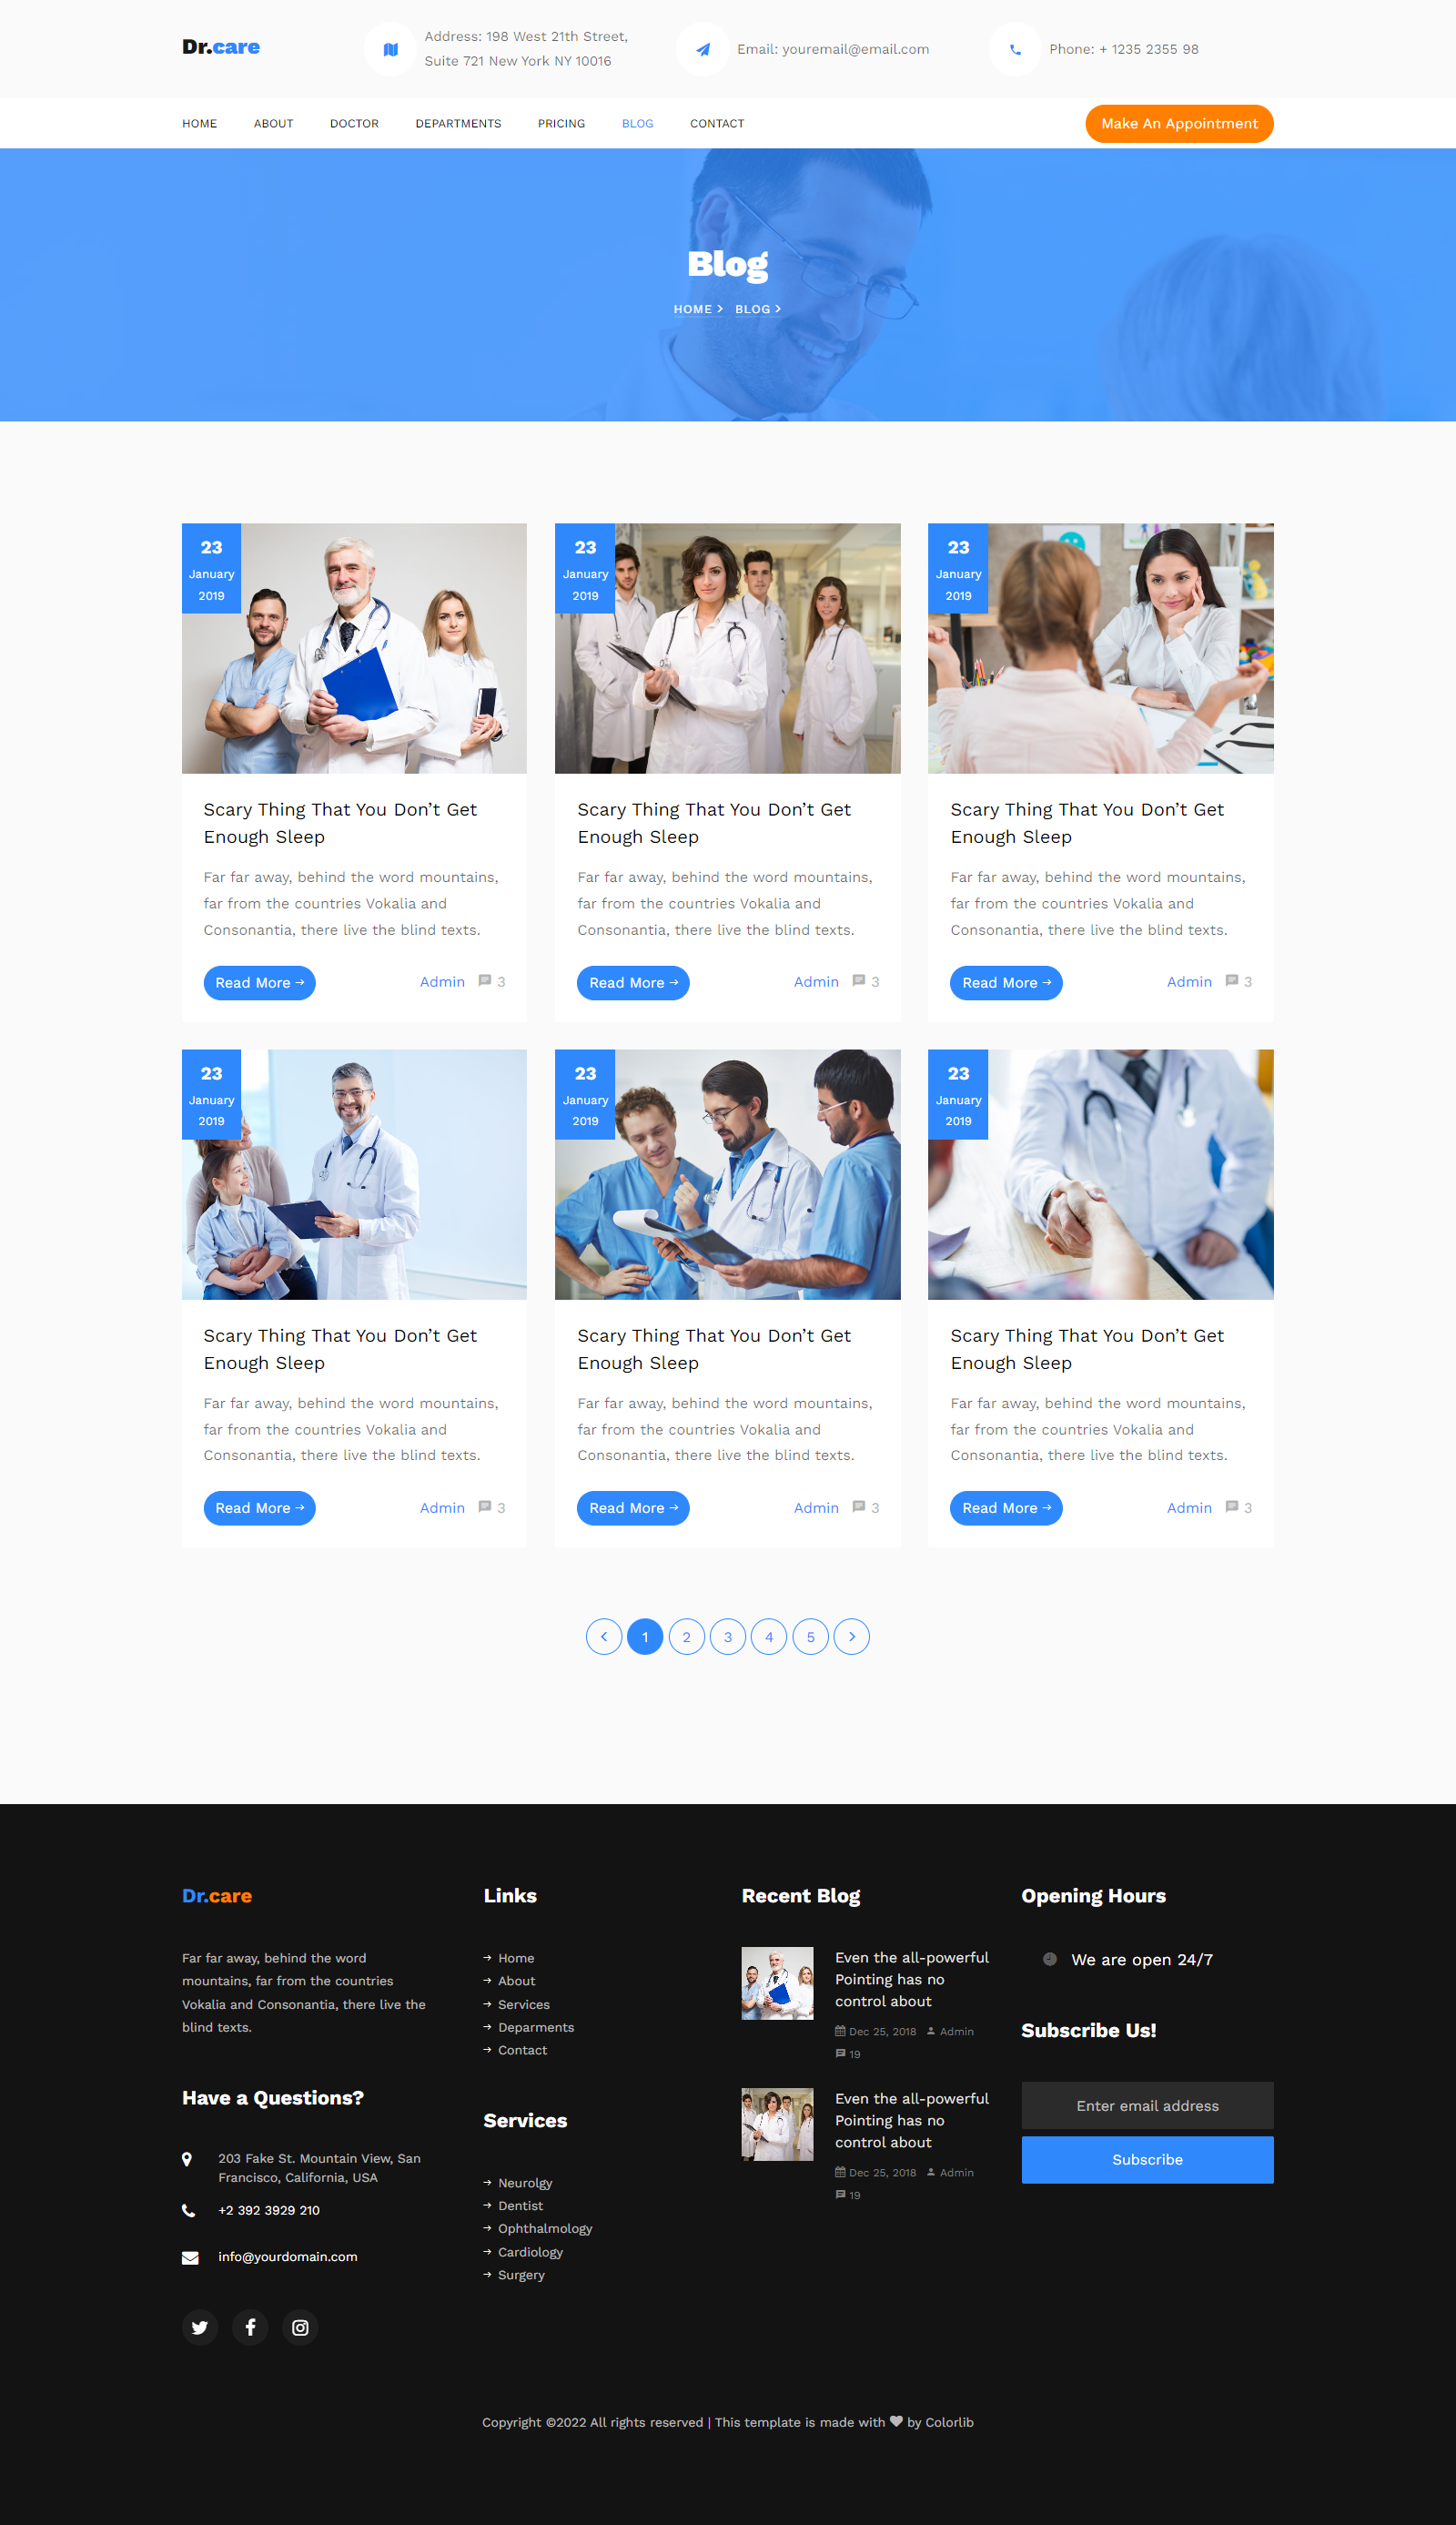 Dr.care
Address: 198 West 21th Street,
Suite 721 New York NY 10016
Email: youremail@email.com
Phone: + 1235 2355 98
HOME
ABOUT
DOCTOR
DEPARTMENTS
PRICING
BLOG
CONTACT
Make An Appointment
Blog
HOME
BLOG
23
January
2019
Scary Thing That You Don’t Get
Enough Sleep
Far far away, behind the word mountains,
far from the countries Vokalia and
Consonantia, there live the blind texts.
Read More
Admin
3
23
January
2019
Scary Thing That You Don’t Get
Enough Sleep
Far far away, behind the word mountains,
far from the countries Vokalia and
Consonantia, there live the blind texts.
Read More
Admin
3
23
January
2019
Scary Thing That You Don’t Get
Enough Sleep
Far far away, behind the word mountains,
far from the countries Vokalia and
Consonantia, there live the blind texts.
Read More
Admin
3
23
January
2019
Scary Thing That You Don’t Get
Enough Sleep
Far far away, behind the word mountains,
far from the countries Vokalia and
Consonantia, there live the blind texts.
Read More
Admin
3
23
January
2019
Scary Thing That You Don’t Get
Enough Sleep
Far far away, behind the word mountains,
far from the countries Vokalia and
Consonantia, there live the blind texts.
Read More
Admin
3
23
January
2019
Scary Thing That You Don’t Get
Enough Sleep
Far far away, behind the word mountains,
far from the countries Vokalia and
Consonantia, there live the blind texts.
Read More
Admin
3
1 2 3 4 5
Dr.care
Far far away, behind the word
mountains, far from the countries
Vokalia and Consonantia, there live the
blind texts.
Have a Questions?
203 Fake St. Mountain View, San
Francisco, California, USA
+2 392 3929 210
info@yourdomain.com
Links
Home
About
Services
Deparments
Contact
Services
Neurolgy
Dentist
Ophthalmology
Cardiology
Surgery
Recent Blog
Even the all-powerful
Pointing has no
control about
Dec 25, 2018 Admin
19
Even the all-powerful
Pointing has no
control about
Dec 25, 2018 Admin
19
Opening Hours
We are open 24/7
Subscribe Us!
Enter email address
Subscribe
Copyright ©2022 All rights reserved | This template is made with ♥ by Colorlib